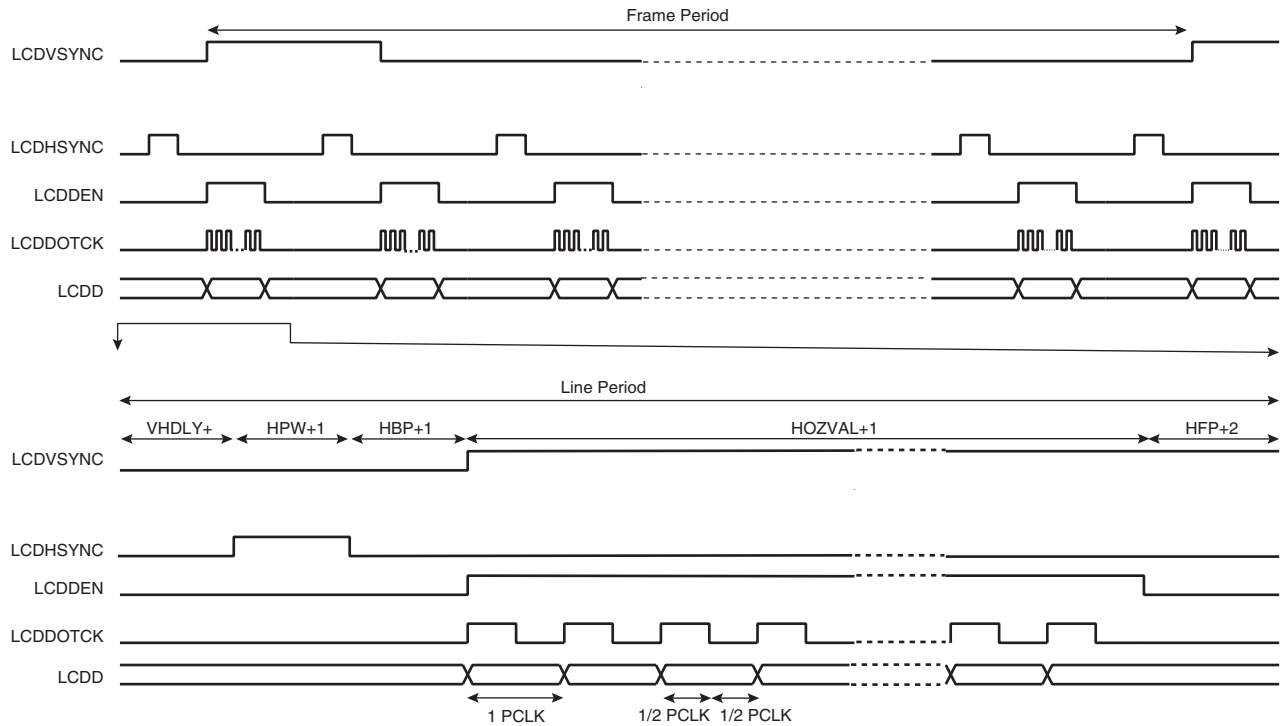 Frame Period
LCDVSYNC
LCDHSYNC
LCDDEN
LCDDOTCK
LCDD
Line Period
VHDLY+ HPW+1 HBP+1 HOZVAL+1 HFP+2
LCDVSYNC
LCDHSYNC
LCDDEN
LCDDOTCK
LCDD
1 PCLK 1/2 PCLK 1/2 PCLK